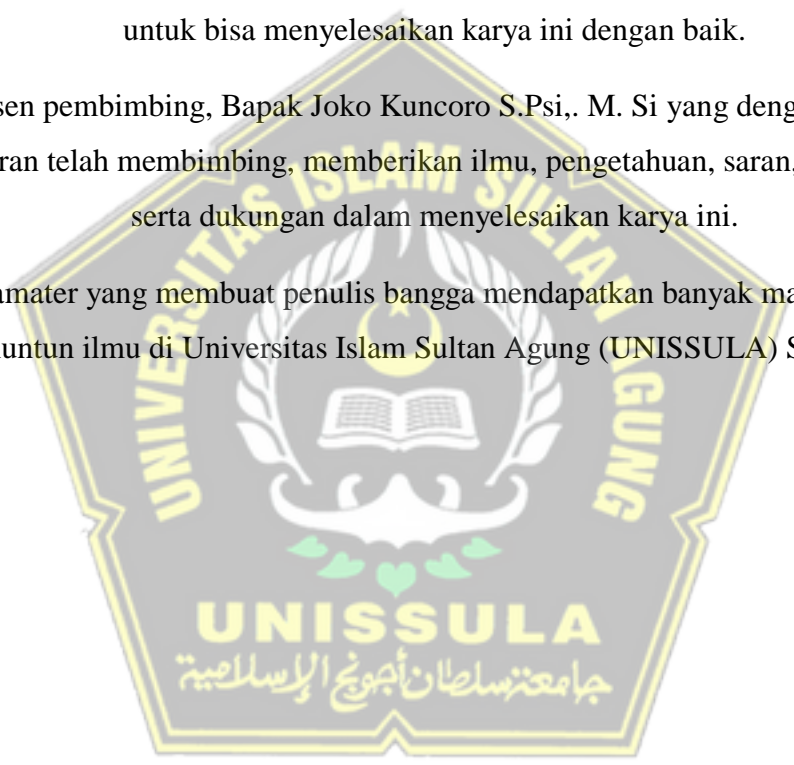 untuk bisa menyelesaikan karya ini dengan baik.
sen pembimbing, Bapak Joko Kuncoro S.Psi,. M. Si yang deng
ran telah membimbing, memberikan ilmu, pengetahuan, saran,
serta dukungan dalam menyelesaikan karya ini.
amater yang membuat penulis bangga mendapatkan banyak ma
untun ilmu di Universitas Islam Sultan Agung (UNISSULA) S
UNIVERSITAS ISLAM SULTAN AGUNG
UNISSULA
جامعة سلطان أجونج الإسلامية